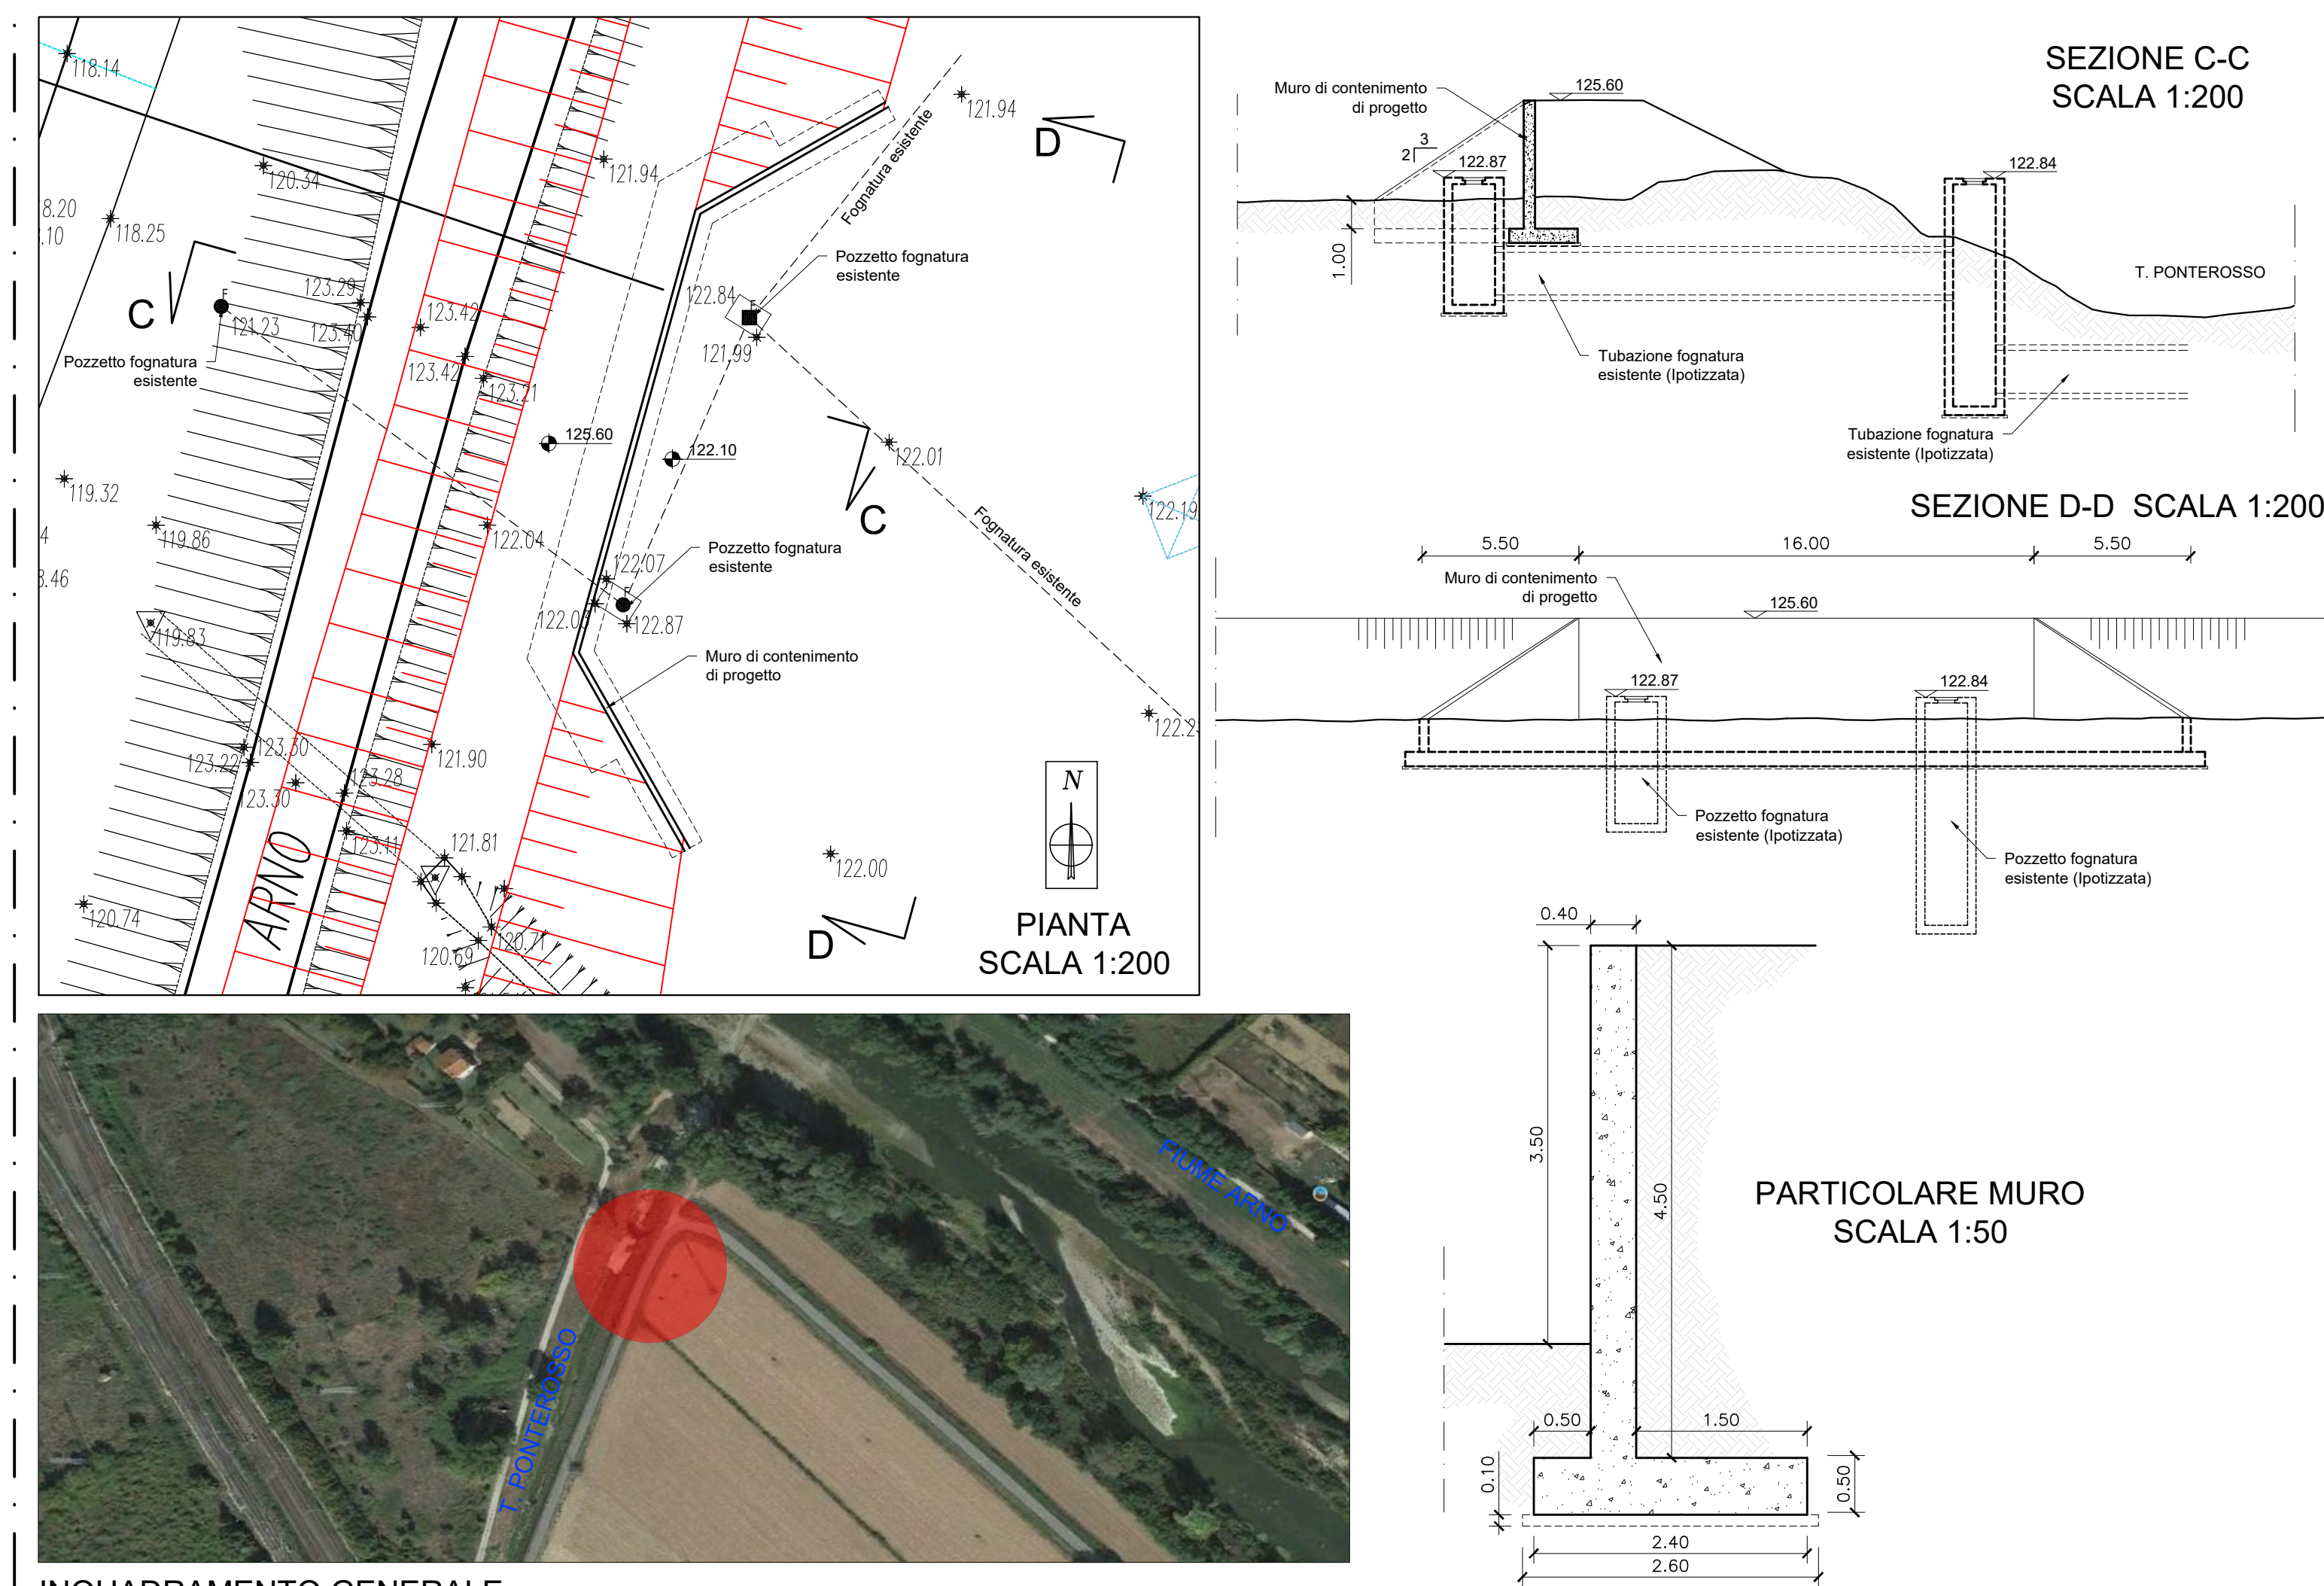 118.14
120.34
8.20
.10
118.25
C
F
121.23
Pozzetto fognatura
esistente
123.29
123.40
123.42
123.42
123.21
121.94
121.94
D
Fognatura esistente
Pozzetto fognatura
esistente
122.84
F
121.99
125.60
122.10
122.01
C
119.32
119.86
4
3.46
122.04
Fognatura esistente
122.19
Pozzetto fognatura
esistente
122.07
F
122.87
119.83
Muro di contenimento
di progetto
122.2
123.30
123.22
123.30
123.28
121.90
123.11
121.81
ARNO
120.74
120.69
120.71
122.00
D
N
PIANTA
SCALA 1:200
SEZIONE C-C
SCALA 1:200
Muro di contenimento
di progetto
125.60
3
2
122.87
122.84
1.00
T. PONTEROSSO
Tubazione fognatura
esistente (Ipotizzata)
Tubazione fognatura
esistente (Ipotizzata)
SEZIONE D-D SCALA 1:200
5.50
16.00
5.50
Muro di contenimento
di progetto
125.60
122.87
122.84
Pozzetto fognatura
esistente (Ipotizzata)
Pozzetto fognatura
esistente (Ipotizzata)
0.40
3.50
4.50
PARTICOLARE MURO
SCALA 1:50
0.50
1.50
0.10
0.50
2.40
2.60
FIUME ARNO
T. PONTEROSSO
INQUADRAMENTO GENERALE